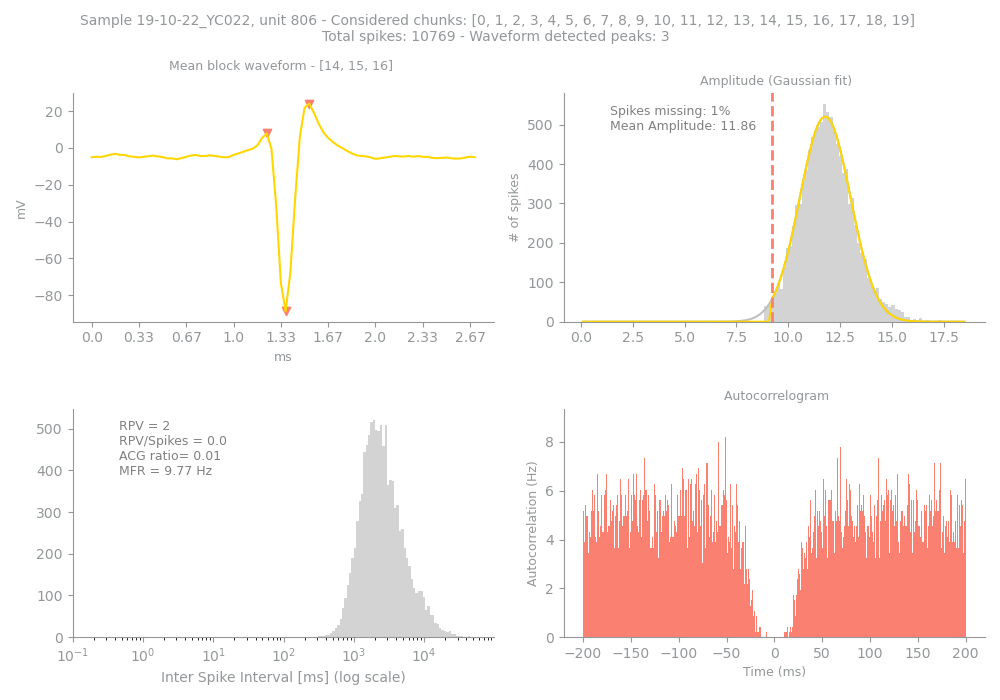 Sample 19-10-22_YC022, unit 806 - Considered chunks: [0, 1, 2, 3, 4, 5, 6, 7, 8, 9, 10, 11, 12, 13, 14, 15, 16, 17, 18, 19]
Total spikes: 10769 - Waveform detected peaks: 3
Mean block waveform - [14, 15, 16]
20
0
−20
−40
−60
−80
mV
0.0 0.33 0.67 1.0 1.33 1.67 2.0 2.33 2.67
ms
Amplitude (Gaussian fit)
Spikes missing: 1%
Mean Amplitude: 11.86
500
400
300
200
100
0
# of spikes
0.0 2.5 5.0 7.5 10.0 12.5 15.0 17.5
RPV = 2
RPV/Spikes = 0.0
ACG ratio= 0.01
MFR = 9.77 Hz
500
400
300
200
100
0
10⁻¹ 10⁰ 10¹ 10² 10³ 10⁴
Inter Spike Interval [ms] (log scale)
Autocorrelogram
8
6
4
2
0
Autocorrelation (Hz)
−200 −150 −100 −50 0 50 100 150 200
Time (ms)